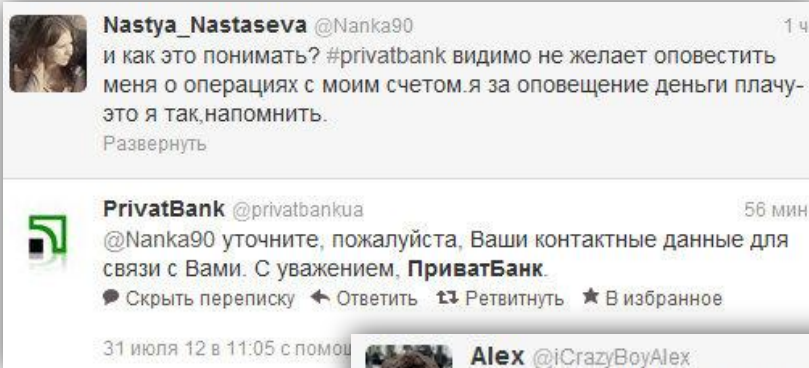 Nastya_Nastaseva @Nanka90 1 ч
и как это понимать? #privatbank видимо не желает оповестить
меня о операциях с моим счетом.я за оповещение деньги плачу-
это я так,напомнить.
Развернуть
PrivatBank @privatbankua 56 мин
@Nanka90 уточните, пожалуйста, Ваши контактные данные для
связи с Вами. С уважением, ПриватБанк.
Скрыть переписку Ответить Ретвитнуть В избранное
31 июля 12 в 11:05 с
Alex @iCrazyBoyAlex